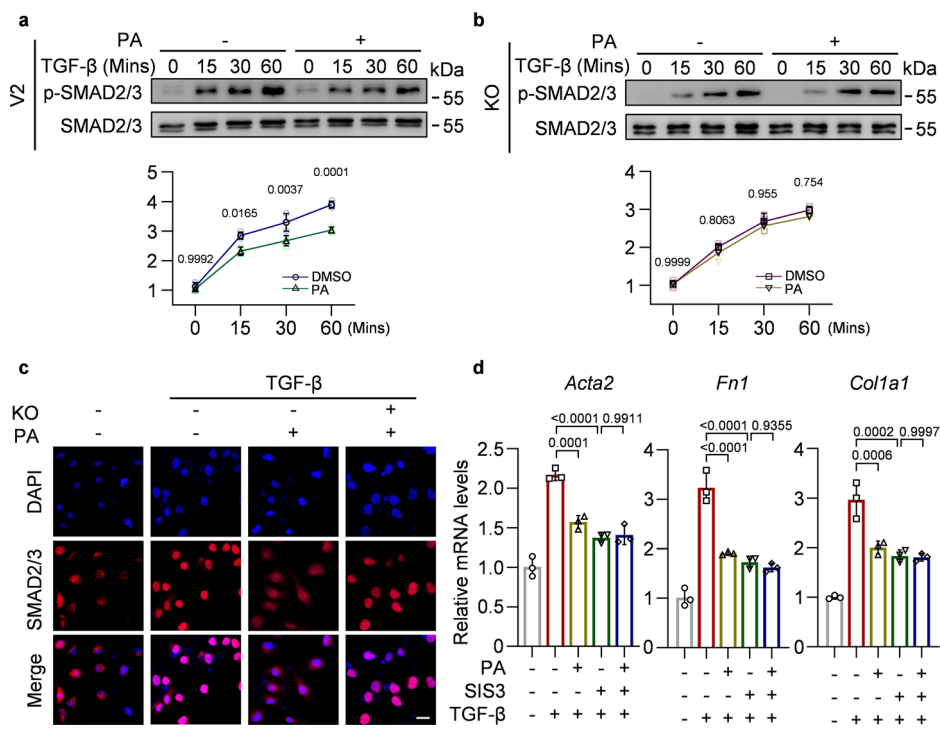 a
PA - +
TGF-β (Mins) 0 15 30 60 0 15 30 60 kDa
V2
p-SMAD2/3 - 55
SMAD2/3 - 55
5
4
3
2
1
0.9992
0.0165
0.0037
0.0001
DMSO
PA
0 15 30 60 (Mins)
b
PA - +
TGF-β (Mins) 0 15 30 60 0 15 30 60 kDa
KO
p-SMAD2/3 - 55
SMAD2/3 - 55
4
3
2
1
0
0.9999
0.8063
0.955
0.754
DMSO
PA
0 15 30 60 (Mins)
c
TGF-β
KO - - - +
PA - - + +
DAPI
SMAD2/3
Merge
d
Acta2
<0.0001 0.9911
0.0001
Relative mRNA levels
2.5
2.0
1.5
1.0
0.5
0
PA - - + - +
SIS3 - - - + +
TGF-β - + + + +
Fn1
<0.0001 0.9355
<0.0001
4
3
2
1
0
- - + - +
- - - + +
- + + + +
Col1a1
0.0002 0.9997
0.0006
4
3
2
1
0
- - + - +
- - - + +
- + + + +